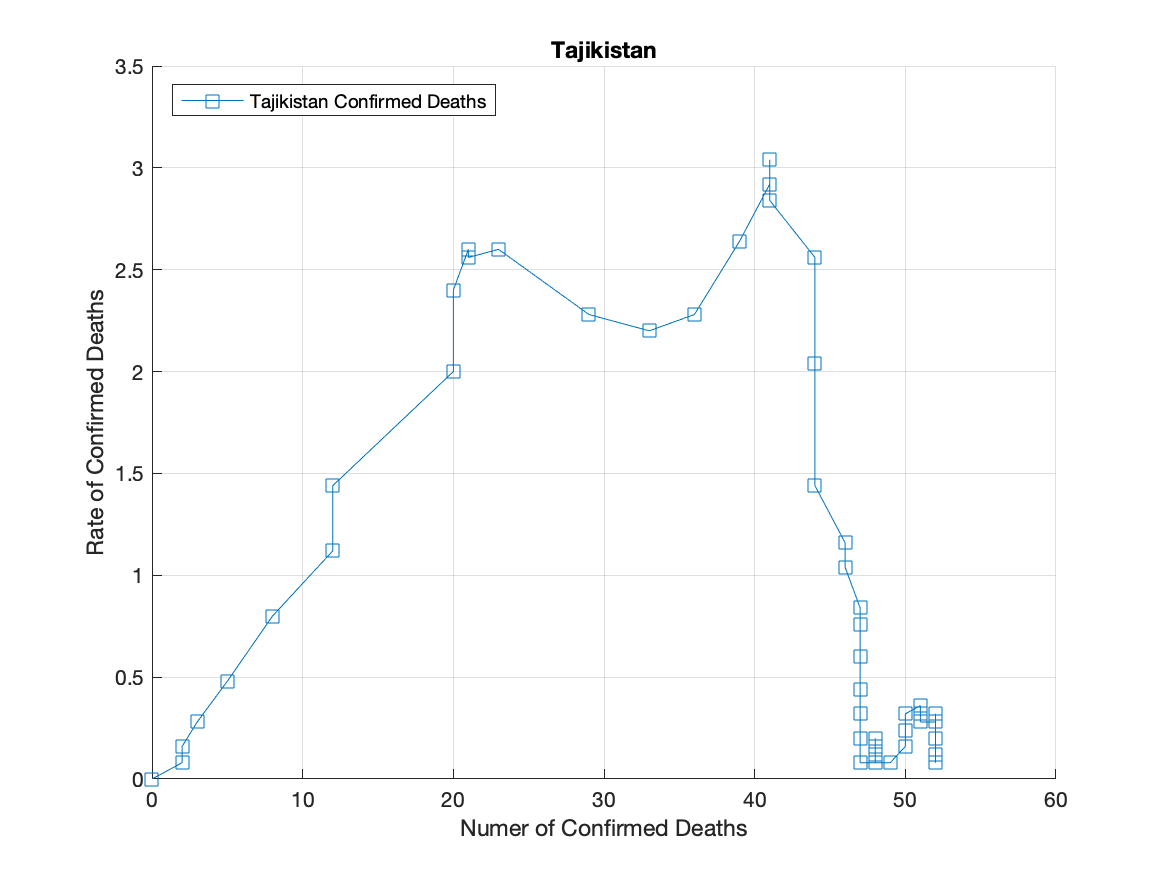 Tajikistan
Tajikistan Confirmed Deaths
3.5
3
2.5
2
1.5
1
0.5
0
Rate of Confirmed Deaths
0 10 20 30 40 50 60
Numer of Confirmed Deaths